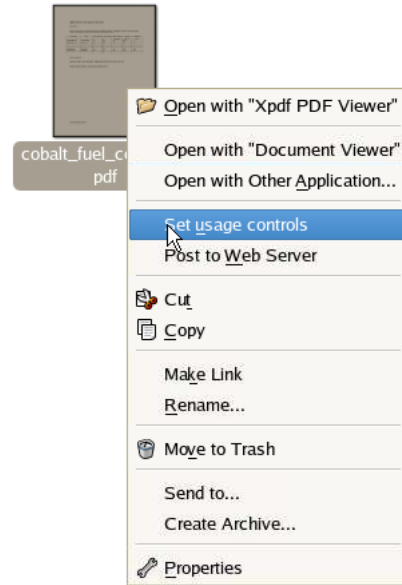 Open with "Xpdf PDF Viewer"
Open with "Document Viewer"
cobalt_fuel_c
pdf
Open with Other Application...
Set usage controls
Post to Web Server
Cut
Copy
Make Link
Rename...
Move to Trash
Send to...
Create Archive...
Properties